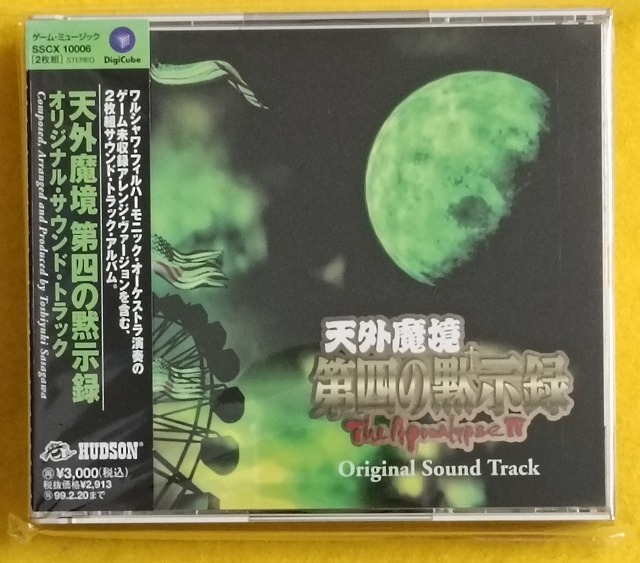 ゲーム・ミュージック
SSCX 10006
[2枚組] STEREO
DigiCube
天外魔境 第四の黙示録
オリジナル・サウンド・トラック
Composed, Arranged and Produced by Toshiyuki Sasagawa
ワルシャワ・フィルハーモニック・オーケストラ演奏の
ゲーム未収録アレンジ・ヴァージョンを含む、
2枚組サウンド・トラック・アルバム。
HUDSON®
再 ¥3,000(税込)
税抜価格¥2,913
再 99.2.20まで
天外魔境
第四の黙示録
The Apocalypse IV
Original Sound Track